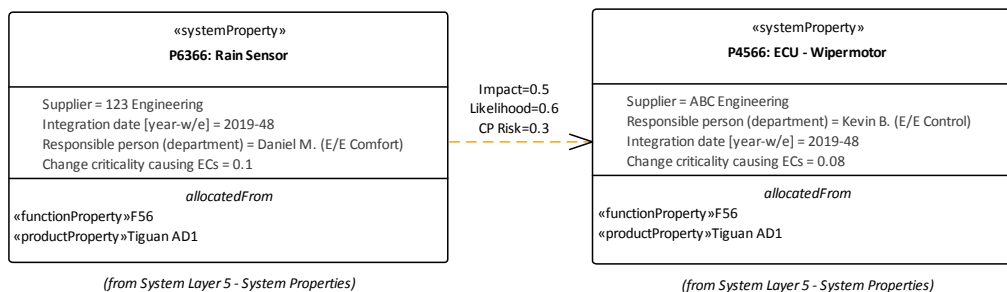 «systemProperty»
P6366: Rain Sensor
Supplier = 123 Engineering
Integration date [year-w/e] = 2019-48
Responsible person (department) = Daniel M. (E/E Comfort)
Change criticality causing ECs = 0.1
allocatedFrom
«functionProperty»F56
«productProperty»Tiguan AD1
(from System Layer 5 - System Properties)
Impact=0.5
Likelihood=0.6
CP Risk=0.3
«systemProperty»
P4566: ECU - Wipermotor
Supplier = ABC Engineering
Responsible person (department) = Kevin B. (E/E Control)
Integration date [year-w/e] = 2019-48
Change criticality causing ECs = 0.08
allocatedFrom
«functionProperty»F56
«productProperty»Tiguan AD1
(from System Layer 5 - System Properties)